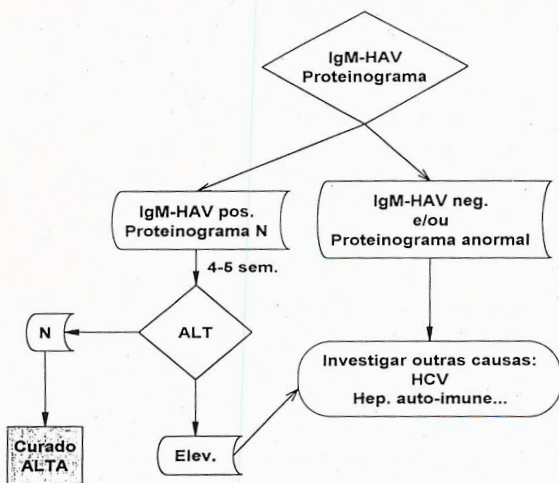 IgM-HAV
Proteinograma
IgM-HAV pos.
Proteinograma N
IgM-HAV neg.
e/ou
Proteinograma anormal
4-5 sem.
N
ALT
Investigar outras causas:
HCV
Hep. auto-imune...
Curado
ALTA
Elev.